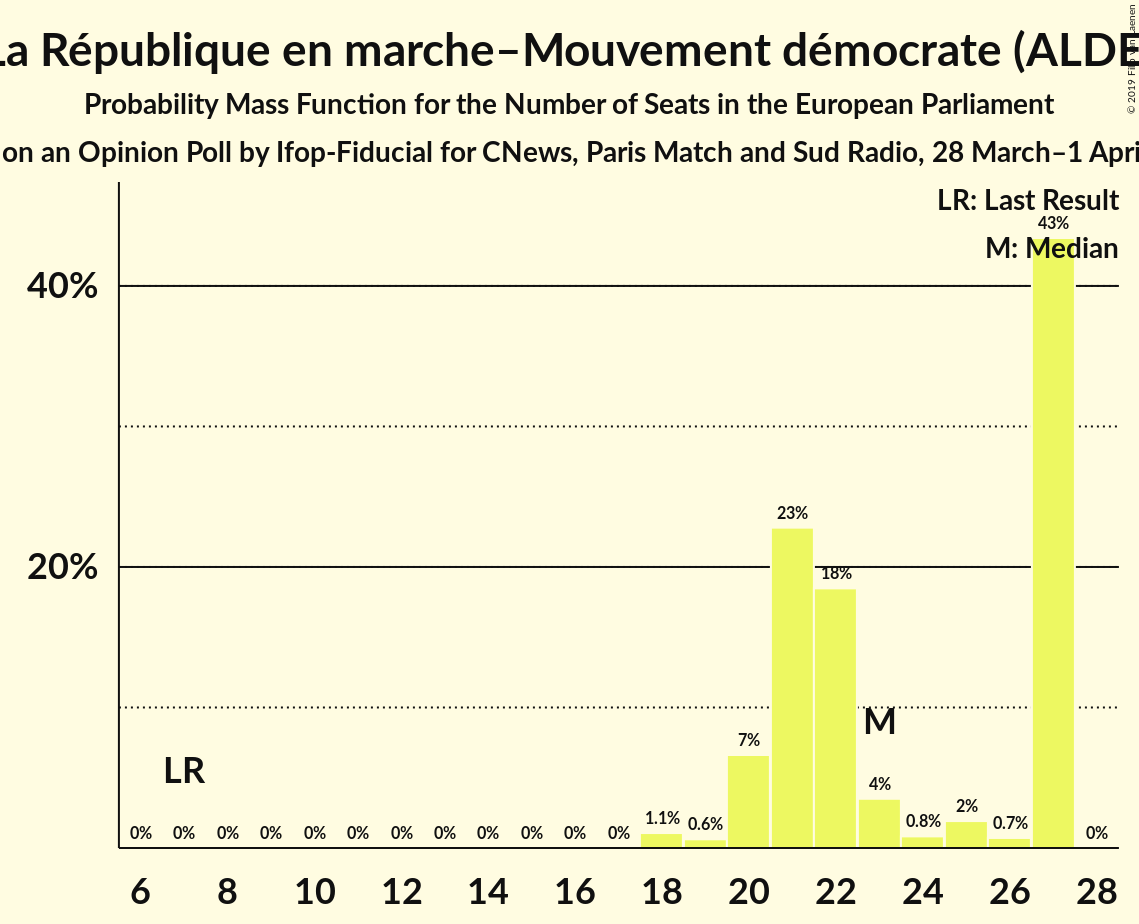 La République en marche–Mouvement démocrate (ALDE
Probability Mass Function for the Number of Seats in the European Parliament
on an Opinion Poll by Ifop-Fiducial for CNews, Paris Match and Sud Radio, 28 March–1 Apri
© 2019
LR: Last Result
43%
M: Median
40%
23%
20%
18%
M
7%
LR
4%
2%
1.1%
0.6%
0.8%
0.7%
0% 0% 0% 0% 0% 0% 0% 0% 0% 0% 0% 0% 0%
6 8 10 12 14 16 18 20 22 24 26 28